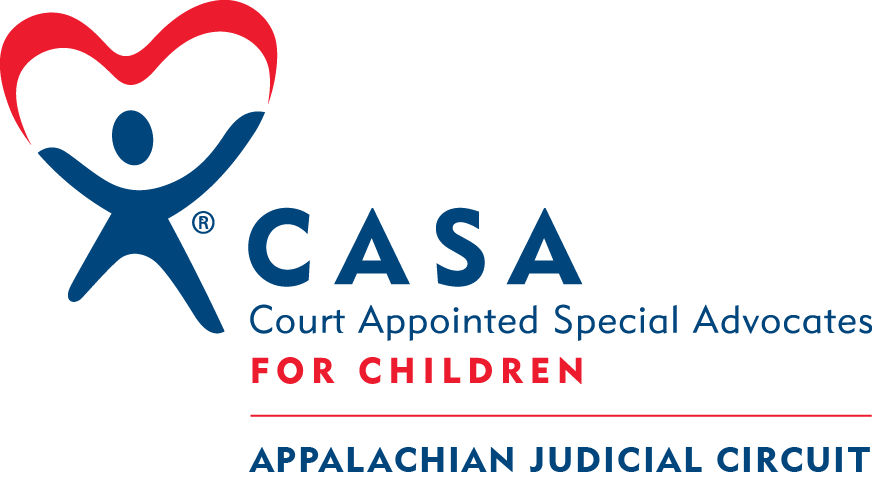 ® CASA
Court Appointed Special Advocates
FOR CHILDREN
APPALACHIAN JUDICIAL CIRCUIT